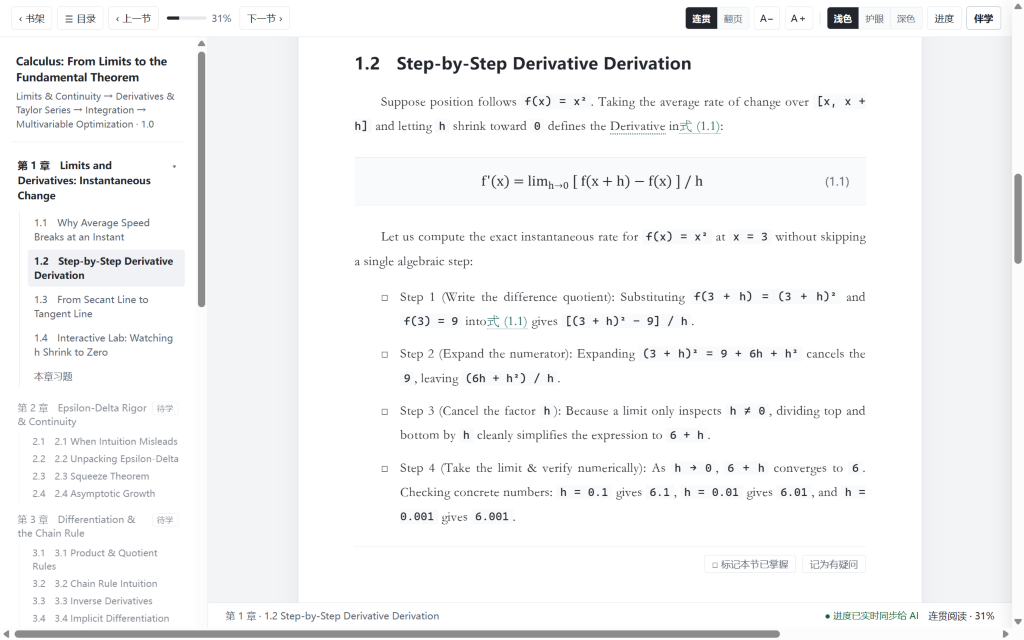 ‹ 书架
☰ 目录
‹ 上一节
31%
下一节 ›
连贯
翻页
A−
A+
浅色
护眼
深色
进度
伴学
Calculus: From Limits to the
Fundamental Theorem
Limits & Continuity → Derivatives &
Taylor Series → Integration →
Multivariable Optimization · 1.0
第 1 章 Limits and
Derivatives: Instantaneous
Change
1.1 Why Average Speed
Breaks at an Instant
1.2 Step-by-Step Derivative
Derivation
1.3 From Secant Line to
Tangent Line
1.4 Interactive Lab: Watching
h Shrink to Zero
本章习题
第 2 章 Epsilon-Delta Rigor 待学
& Continuity
2.1 2.1 When Intuition Misleads
2.2 2.2 Unpacking Epsilon-Delta
2.3 2.3 Squeeze Theorem
2.4 2.4 Asymptotic Growth
第 3 章 Differentiation & 待学
the Chain Rule
3.1 3.1 Product & Quotient
Rules
3.2 3.2 Chain Rule Intuition
3.3 3.3 Inverse Derivatives
3.4 3.4 Implicit Differentiation
1.2 Step-by-Step Derivative Derivation
Suppose position follows f(x) = x². Taking the average rate of change over [x, x +
h] and letting h shrink toward 0 defines the Derivative in式 (1.1):
f′(x) = limh→0 [ f(x + h) − f(x) ] / h (1.1)
Let us compute the exact instantaneous rate for f(x) = x² at x = 3 without skipping
a single algebraic step:
□ Step 1 (Write the difference quotient): Substituting f(3 + h) = (3 + h)² and
f(3) = 9 into式 (1.1) gives [(3 + h)² − 9] / h.
□ Step 2 (Expand the numerator): Expanding (3 + h)² = 9 + 6h + h² cancels the
9, leaving (6h + h²) / h.
□ Step 3 (Cancel the factor h): Because a limit only inspects h ≠ 0, dividing top and
bottom by h cleanly simplifies the expression to 6 + h.
□ Step 4 (Take the limit & verify numerically): As h → 0, 6 + h converges to 6.
Checking concrete numbers: h = 0.1 gives 6.1, h = 0.01 gives 6.01, and h =
0.001 gives 6.001.
□ 标记本节已掌握
记为有疑问
第 1 章 · 1.2 Step-by-Step Derivative Derivation
● 进度已实时同步给 AI
连贯阅读 · 31%